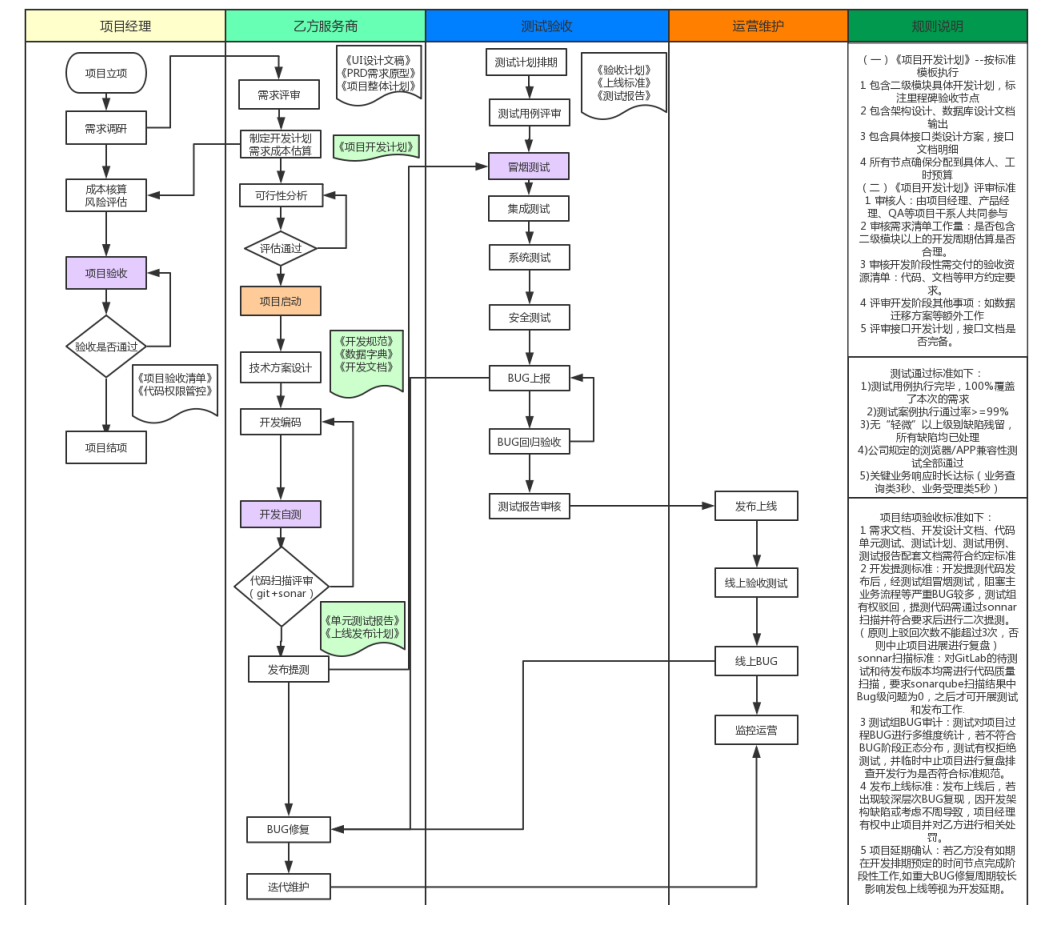 项目经理
乙方服务商
测试验收
运营维护
规则说明
项目立项
需求调研
成本核算
风险评估
项目验收
验收是否通过
《项目验收清单》
《代码权限管控》
项目结项
《UI设计文稿》
《PRD需求原型》
《项目整体计划》
需求评审
制定开发计划
需求成本估算
《项目开发计划》
可行性分析
评估通过
项目启动
技术方案设计
《开发规范》
《数据字典》
《开发文档》
开发编码
开发自测
代码扫描评审
（git+sonar）
《单元测试报告》
《上线发布计划》
发布提测
BUG修复
迭代维护
测试计划排期
《验收计划》
《上线标准》
《测试报告》
测试用例评审
冒烟测试
集成测试
系统测试
安全测试
BUG上报
BUG回归验收
测试报告审核
发布上线
线上验收测试
线上BUG
监控运营
（一）《项目开发计划》--按标准
模板执行
1 包含二级模块具体开发计划，标
注里程碑验收节点
2 包含架构设计、数据库设计文档
输出
3 包含具体接口类设计方案，接口
文档明细
4 所有节点确保分配到具体人、工
时预算
（二）《项目开发计划》评审标准
1 审核人：由项目经理、产品经
理、QA等项目干系人共同参与
2 审核需求清单工作量：是否包含
二级模块以上的开发周期估算是否
合理。
3 审核开发阶段性需交付的验收资
源清单：代码、文档等甲方约定要
求。
4 评审开发阶段其他事项：如数据
迁移方案等额外工作
5 评审接口开发计划，接口文档是
否完备。
测试通过标准如下：
1)测试用例执行完毕，100%覆盖
了本次的需求
2)测试案例执行通过率>=99%
3)无“轻微”以上级别缺陷残留，
所有缺陷均已处理
4)公司规定的浏览器/APP兼容性测
试全部通过
5)关键业务响应时长达标（业务查
询类3秒、业务受理类5秒）
项目结项验收标准如下：
1 需求文档、开发设计文档、代码
单元测试、测试计划、测试用例、
测试报告配套文档需符合约定标准
2 开发提测标准：开发提测代码发
布后，经测试组冒烟测试，阻塞主
业务流程等严重BUG较多，测试组
有权驳回，提测代码需通过sonnar
扫描并符合要求后进行二次提测。
（原则上驳回次数不能超过3次，否
则中止项目进展进行复盘）
sonnar扫描标准：对GitLab的待测
试和待发布版本均需进行代码质量
扫描，要求sonarqube扫描结果中
Bug级问题为0，之后才可开展测试
和发布工作.
3 测试组BUG审计：测试对项目过
程BUG进行多维度统计，若不符合
BUG阶段正态分布，测试有权拒绝
测试，并临时中止项目进行复盘排
查开发行为是否符合标准规范。
4 发布上线标准：发布上线后，若
出现较深层次BUG复现，因开发架
构缺陷或考虑不周导致，项目经理
有权中止项目并对乙方进行相关处
罚。
5 项目延期确认：若乙方没有如期
在开发排期预定的时间节点完成阶
段性工作,如重大BUG修复周期较长
影响发包上线等视为开发延期。